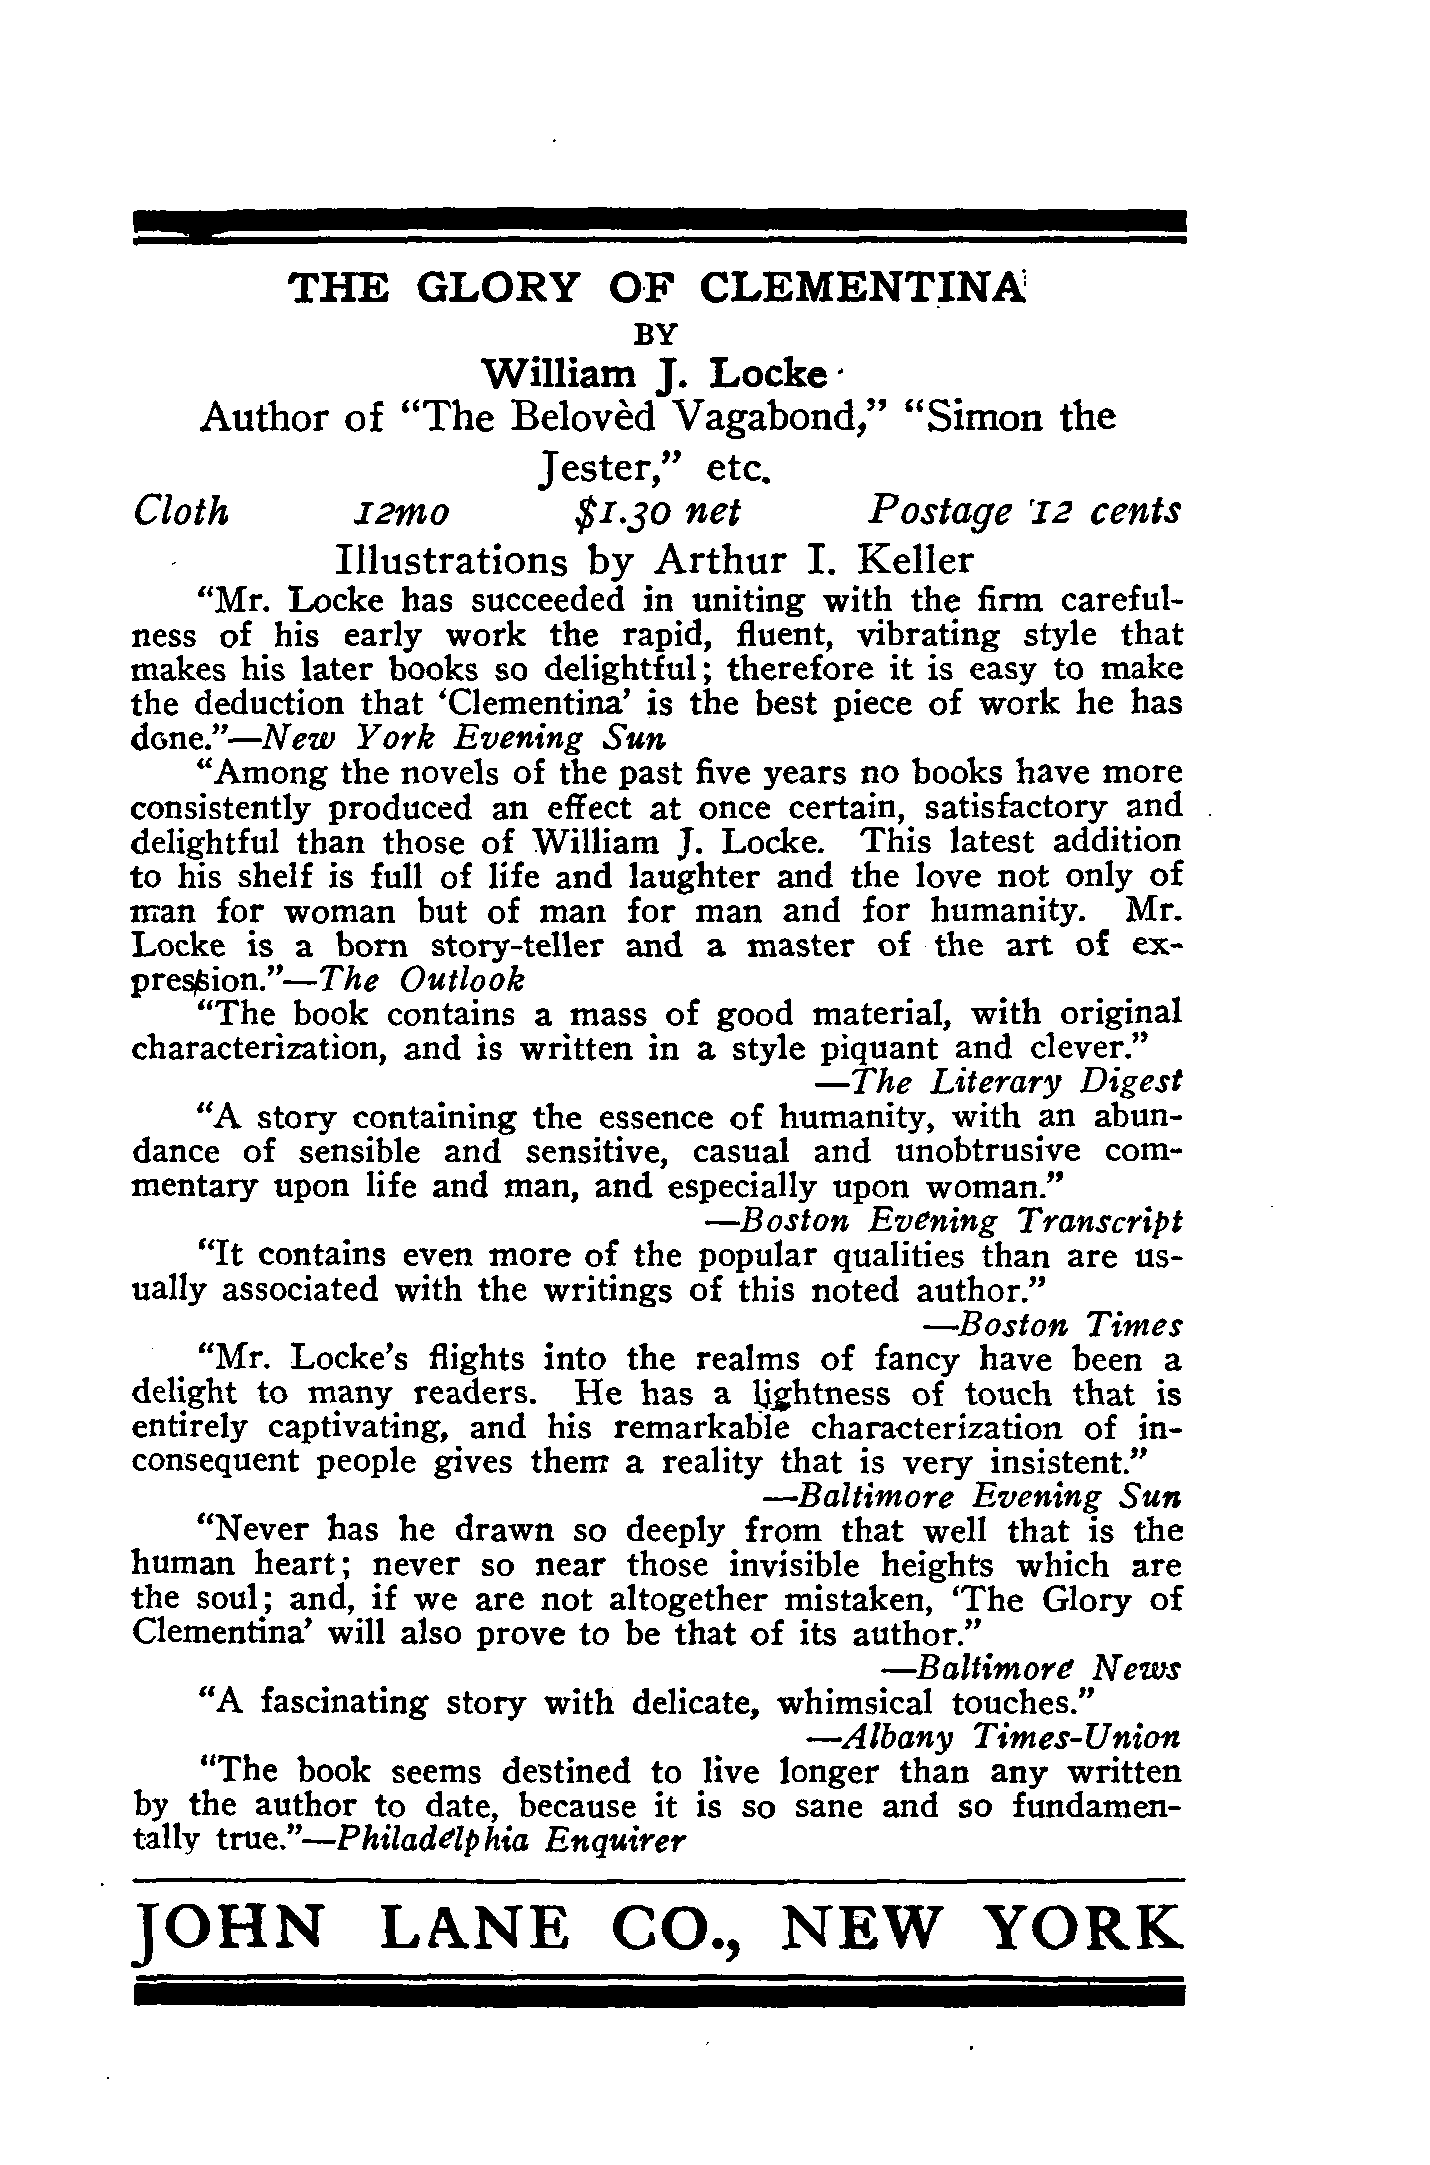 THE GLORY OF CLEMENTINA
BY
William J. Locke
Author of “The Belovèd Vagabond,” “Simon the
Jester,” etc.
Cloth 12mo $1.30 net Postage 12 cents
Illustrations by Arthur I. Keller
“Mr. Locke has succeeded in uniting with the firm careful-
ness of his early work the rapid, fluent, vibrating style that
makes his later books so delightful; therefore it is easy to make
the deduction that ‘Clementina’ is the best piece of work he has
done.”—New York Evening Sun
“Among the novels of the past five years no books have more
consistently produced an effect at once certain, satisfactory and
delightful than those of William J. Locke. This latest addition
to his shelf is full of life and laughter and the love not only of
man for woman but of man for man and for humanity. Mr.
Locke is a born story-teller and a master of the art of ex-
pression.”—The Outlook
“The book contains a mass of good material, with original
characterization, and is written in a style piquant and clever.”
—The Literary Digest
“A story containing the essence of humanity, with an abun-
dance of sensible and sensitive, casual and unobtrusive com-
mentary upon life and man, and especially upon woman.”
—Boston Evening Transcript
“It contains even more of the popular qualities than are us-
ually associated with the writings of this noted author.”
—Boston Times
“Mr. Locke’s flights into the realms of fancy have been a
delight to many readers. He has a lightness of touch that is
entirely captivating, and his remarkable characterization of in-
consequent people gives them a reality that is very insistent.”
—Baltimore Evening Sun
“Never has he drawn so deeply from that well that is the
human heart; never so near those invisible heights which are
the soul; and, if we are not altogether mistaken, ‘The Glory of
Clementina’ will also prove to be that of its author.”
—Baltimore News
“A fascinating story with delicate, whimsical touches.”
—Albany Times-Union
“The book seems destined to live longer than any written
by the author to date, because it is so sane and so fundamen-
tally true.”—Philadelphia Enquirer
JOHN LANE CO., NEW YORK